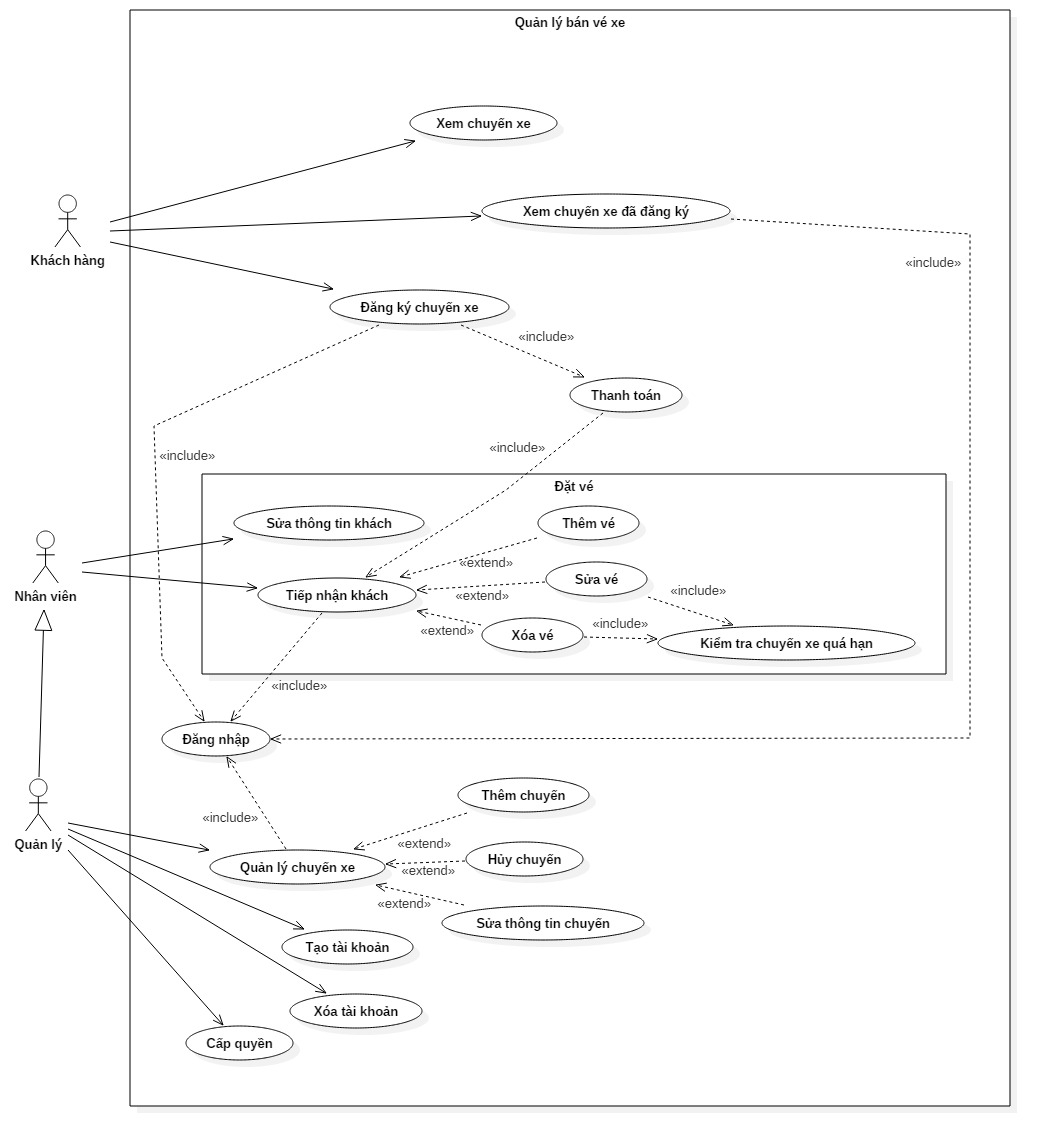 Quản lý bán vé xe
Xem chuyến xe
Xem chuyến xe đã đăng ký
Khách hàng
«include»
Đăng ký chuyến xe
«include»
Thanh toán
«include»
«include»
Đặt vé
Sửa thông tin khách
Thêm vé
«extend»
Sửa vé
Nhân viên
Tiếp nhận khách
«extend»
«include»
«include»
«extend»
Xóa vé
Kiểm tra chuyến xe quá hạn
«include»
Đăng nhập
Thêm chuyến
«include»
Quản lý
«extend»
Hủy chuyến
Quản lý chuyến xe
«extend»
«extend»
Sửa thông tin chuyến
Tạo tài khoản
Xóa tài khoản
Cấp quyền